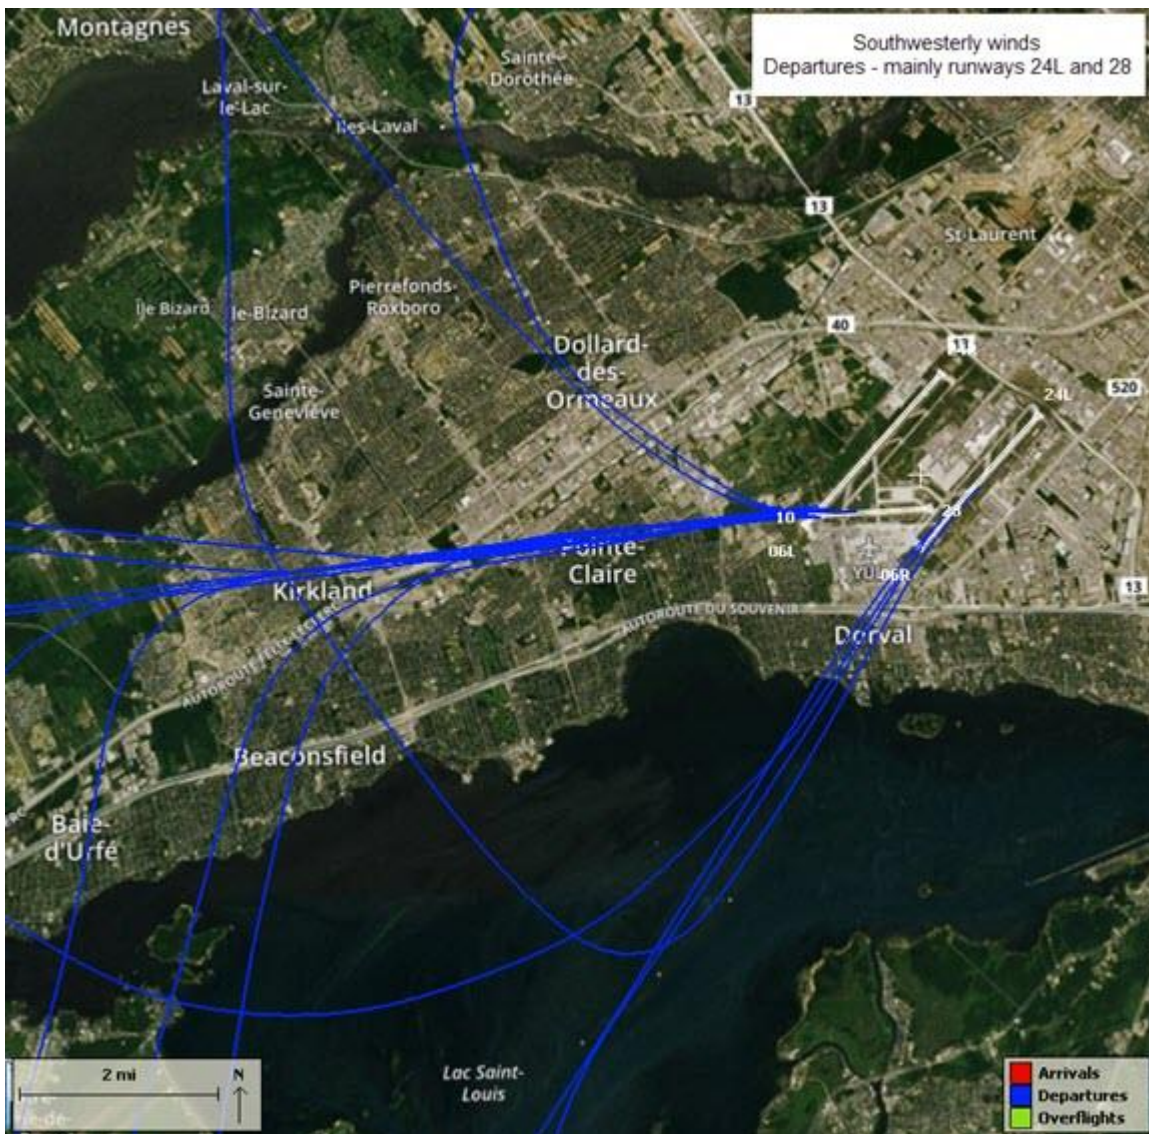 Southwesterly winds
Departures - mainly runways 24L and 28
Montagnes
Sainte-
Dorothée
Laval-sur-
le-Lac
Îles-Laval
13
13
St-Laurent
Pierrefonds-
Roxboro
Île Bizard
le-Bizard
40
13
520
Dollard-
des-
Ormeaux
24L
Sainte-
Geneviève
10
28
06L
Pointe-
Claire
YUL
06R
13
Kirkland
AUTOROUTE DU SOUVENIR
Dorval
Beaconsfield
Baie-
d'Urfé
Lac Saint-
Louis
2 mi
N
Arrivals
Departures
Overflights